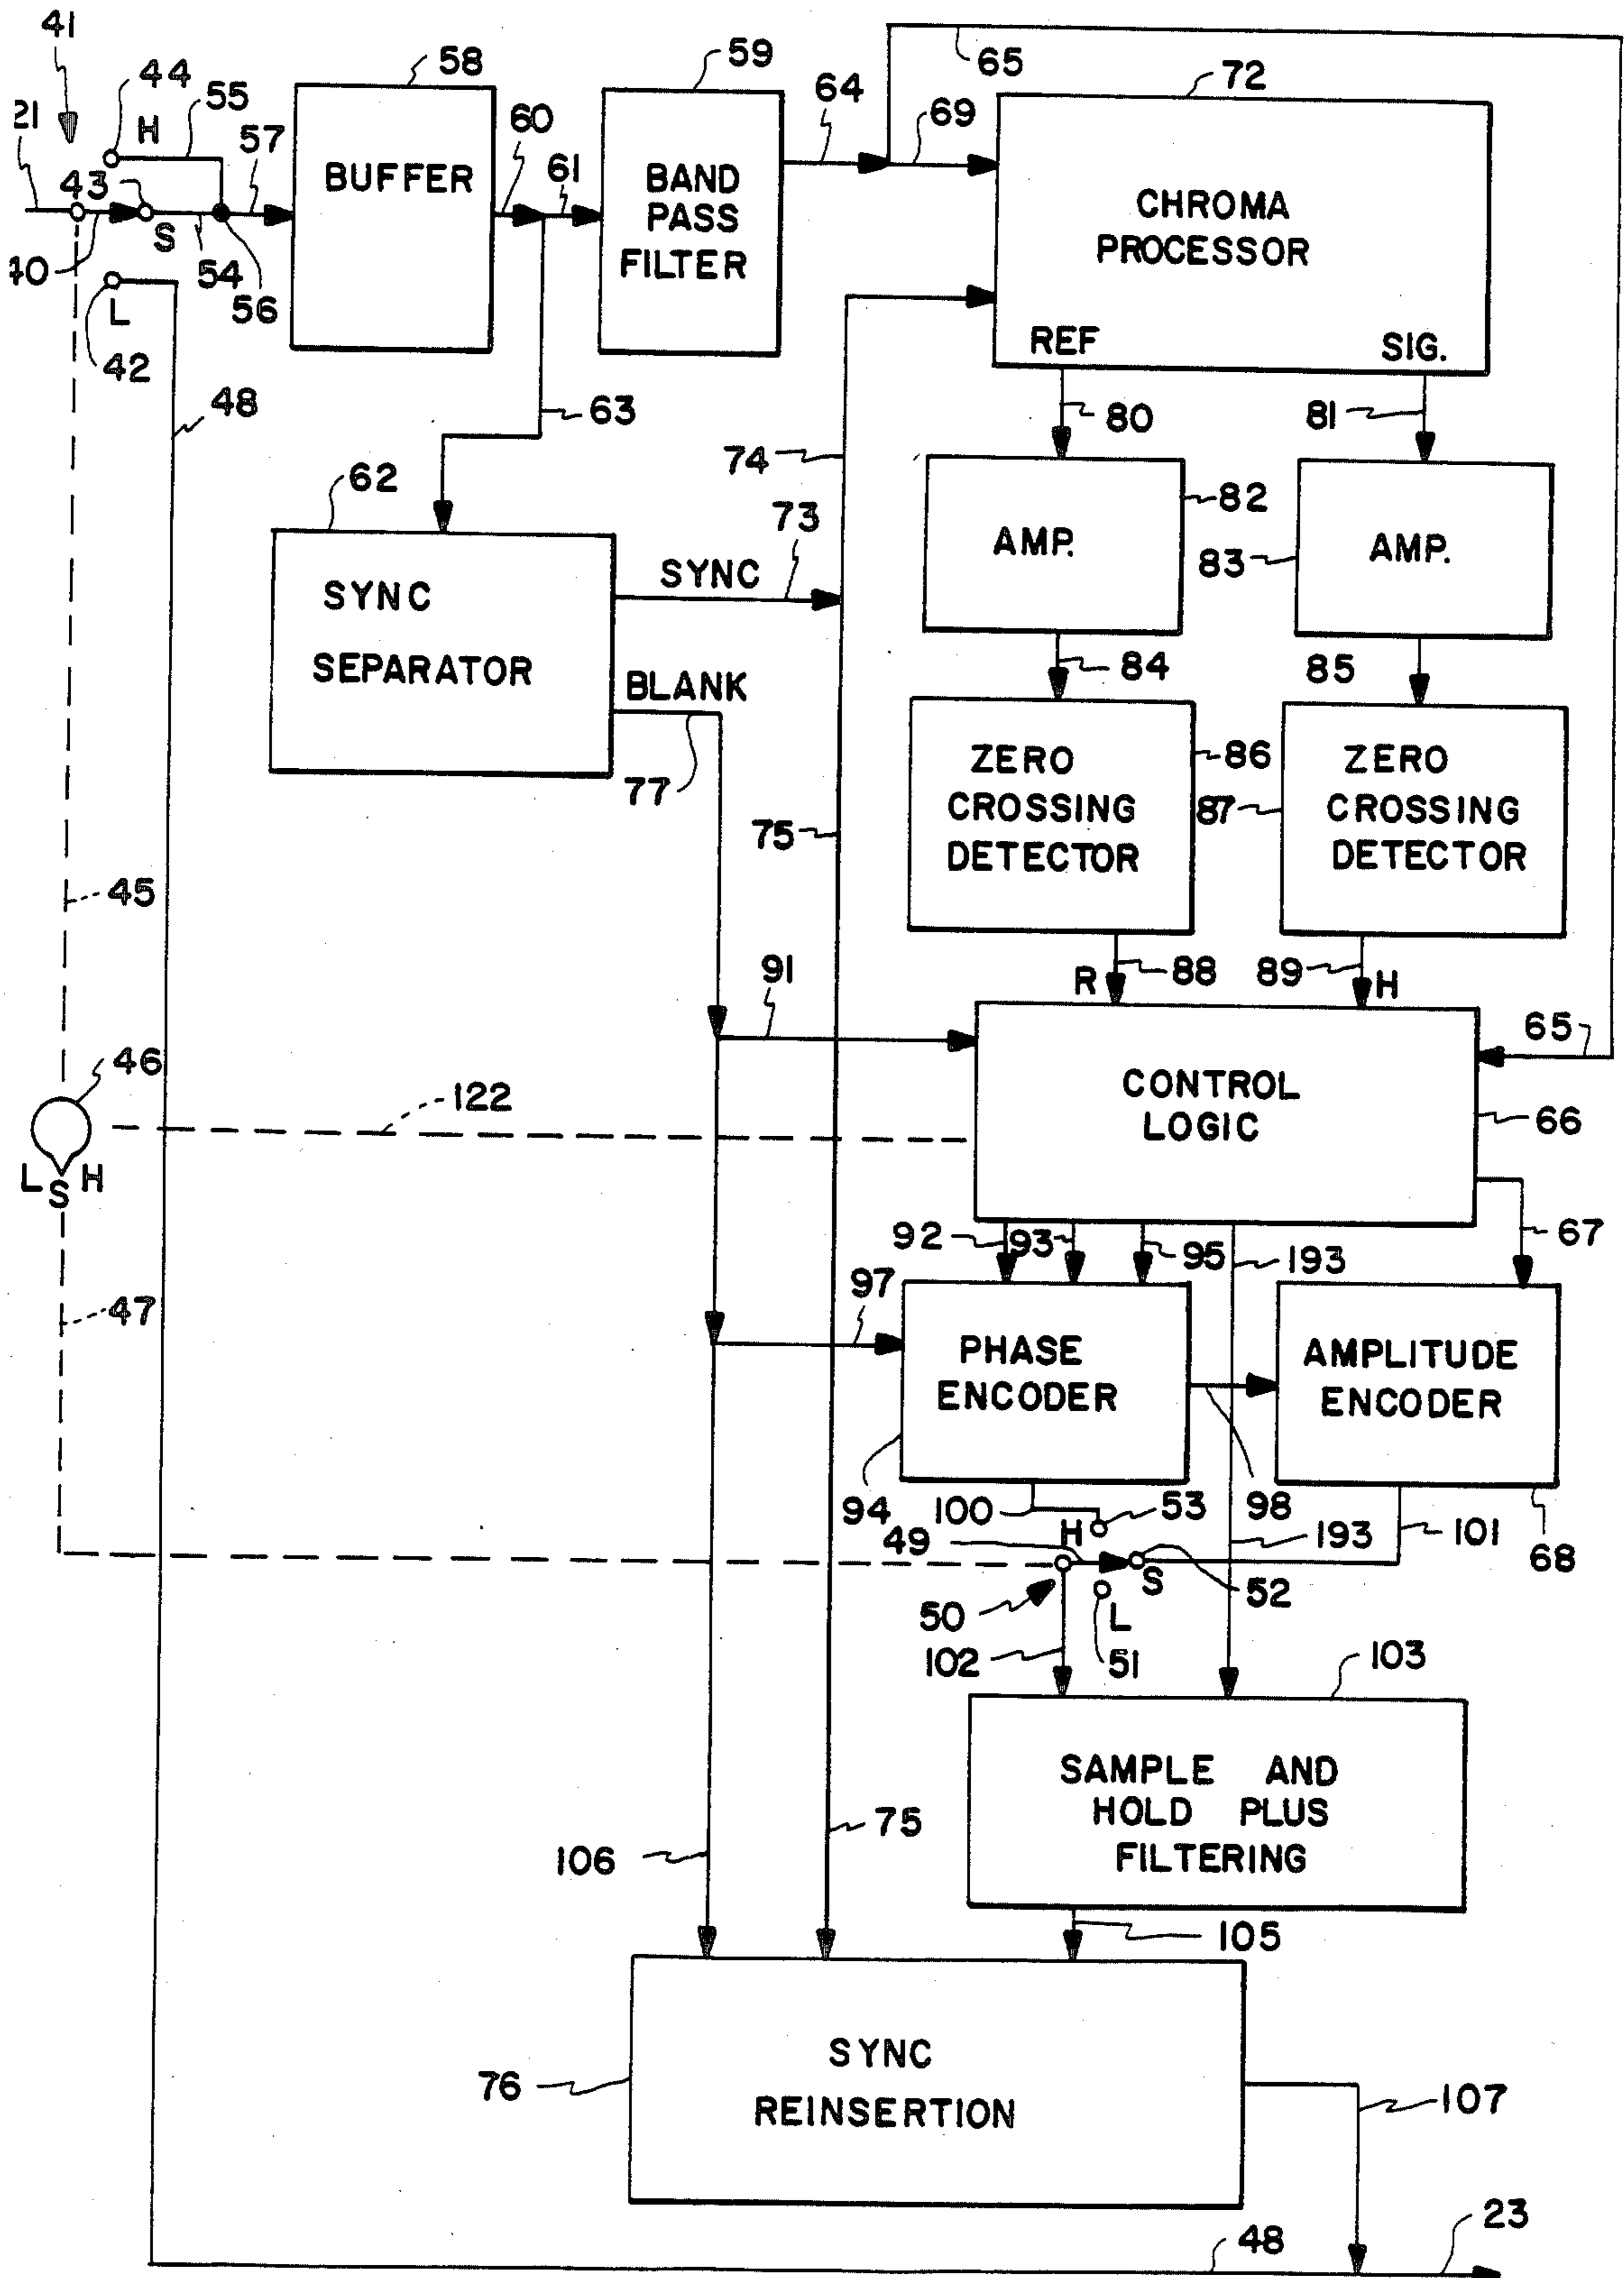 41
21
44
H
55
43
S
40
54
56
57
L
42
48
58
BUFFER
60
61
59
BAND
PASS
FILTER
64
65
69
72
CHROMA
PROCESSOR
REF
SIG.
63
62
SYNC
SEPARATOR
SYNC
73
74
BLANK
77
75
80
81
82
AMP.
83
AMP.
84
85
86
ZERO
CROSSING
DETECTOR
87
ZERO
CROSSING
DETECTOR
R
88
89
H
45
91
65
46
L S H
122
CONTROL
LOGIC
66
92
93
95
193
67
47
97
PHASE
ENCODER
AMPLITUDE
ENCODER
94
100
53
98
68
H
49
S
52
193
101
50
L
51
102
103
SAMPLE AND
HOLD PLUS
FILTERING
106
75
105
76
SYNC
REINSERTION
107
48
23